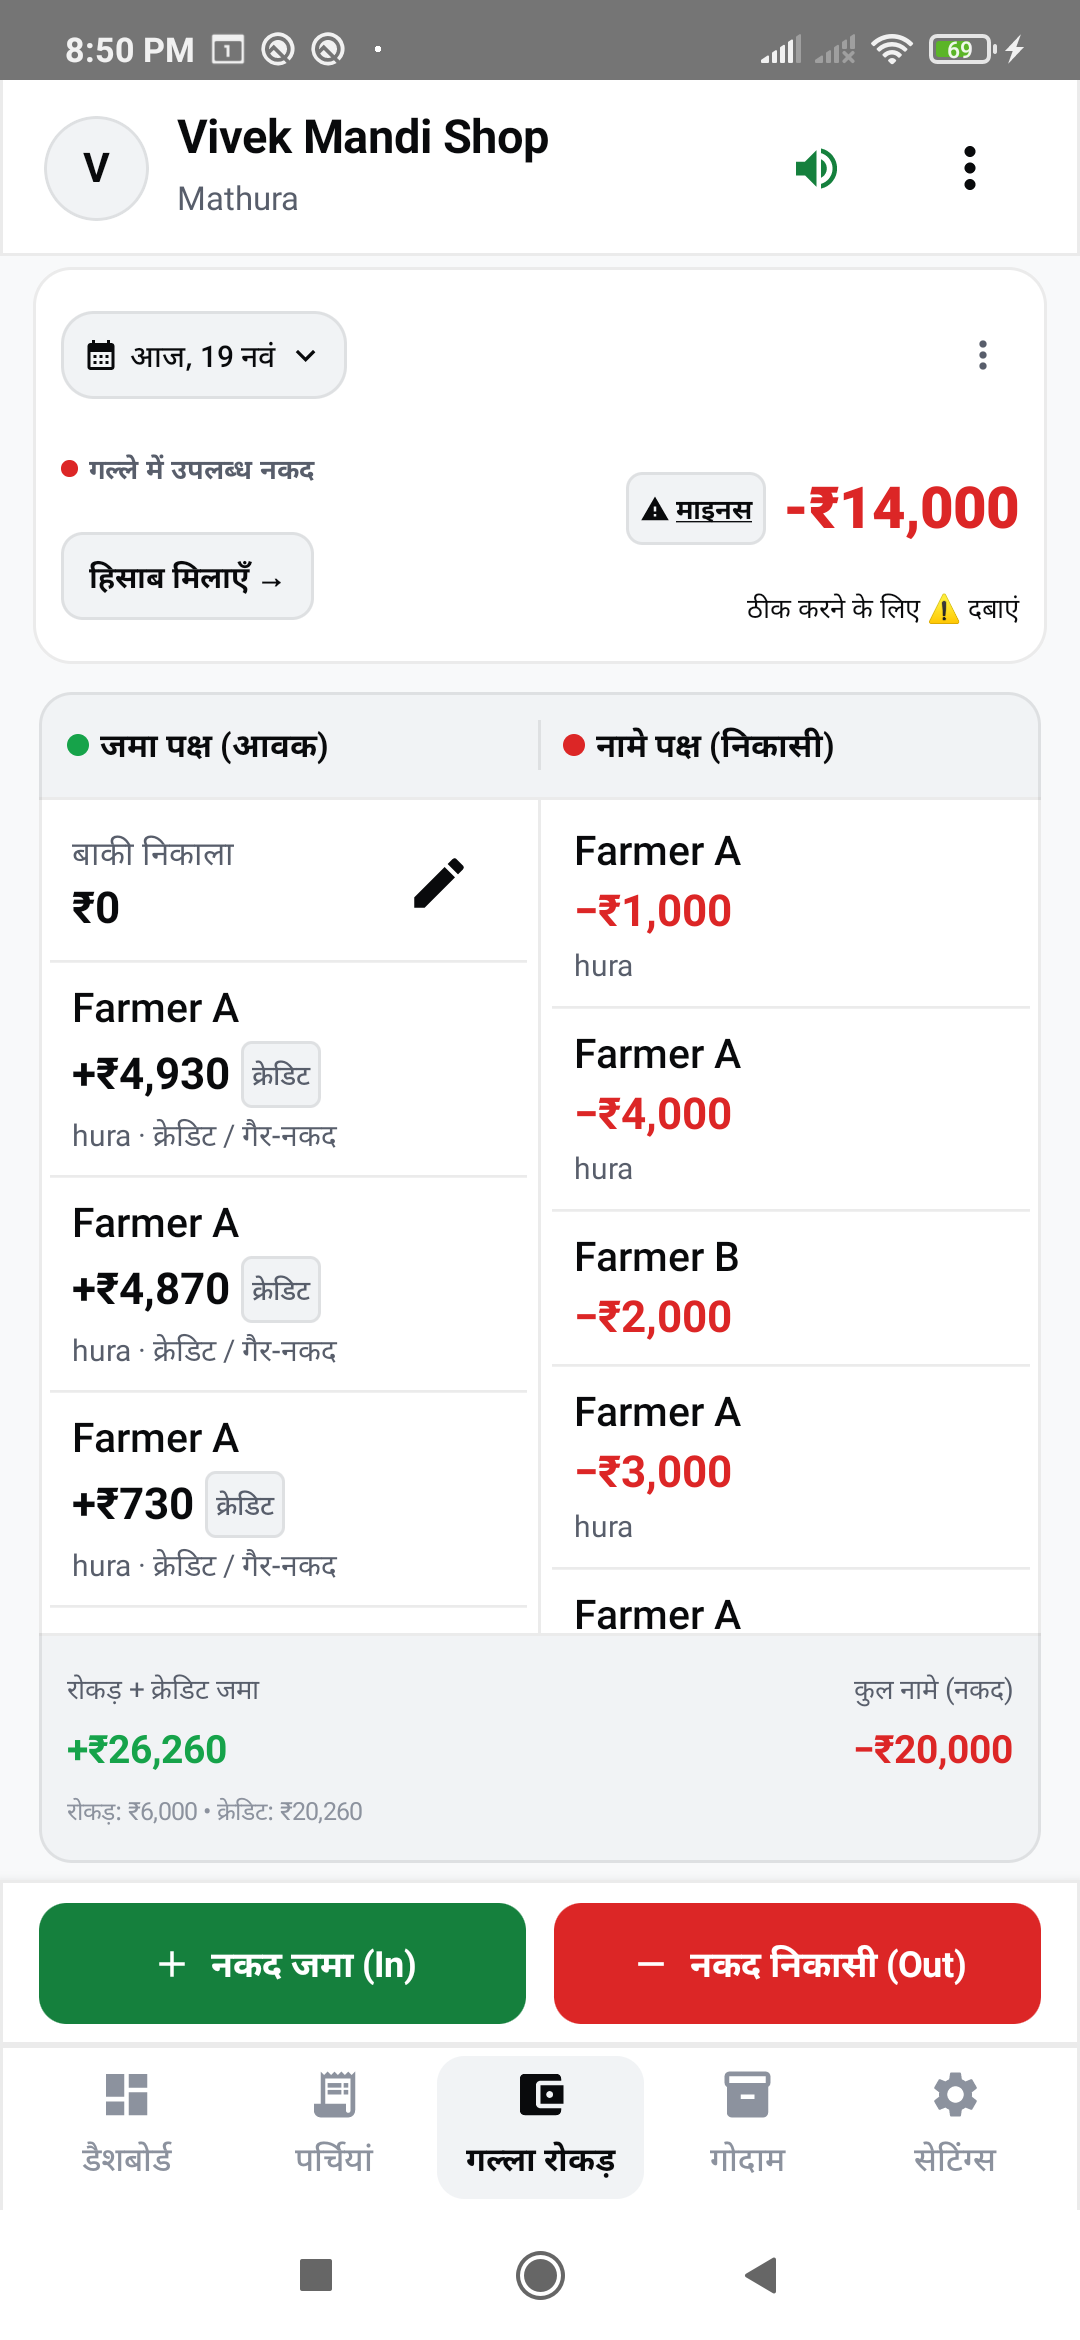 8:50 PM
1
69
V
Vivek Mandi Shop
Mathura
आज, 19 नवं
गल्ले में उपलब्ध नकद
माइनस
-₹14,000
हिसाब मिलाएँ →
ठीक करने के लिए ⚠️ दबाएं
जमा पक्ष (आवक)
नामे पक्ष (निकासी)
बाकी निकाला
₹0
Farmer A
+₹4,930 क्रेडिट
hura · क्रेडिट / गैर-नकद
Farmer A
+₹4,870 क्रेडिट
hura · क्रेडिट / गैर-नकद
Farmer A
+₹730 क्रेडिट
hura · क्रेडिट / गैर-नकद
Farmer A
−₹1,000
hura
Farmer A
−₹4,000
hura
Farmer B
−₹2,000
Farmer A
−₹3,000
hura
Farmer A
रोकड़ + क्रेडिट जमा
+₹26,260
रोकड़: ₹6,000 • क्रेडिट: ₹20,260
कुल नामे (नकद)
−₹20,000
+ नकद जमा (In)
− नकद निकासी (Out)
डैशबोर्ड
पर्चियां
गल्ला रोकड़
गोदाम
सेटिंग्स